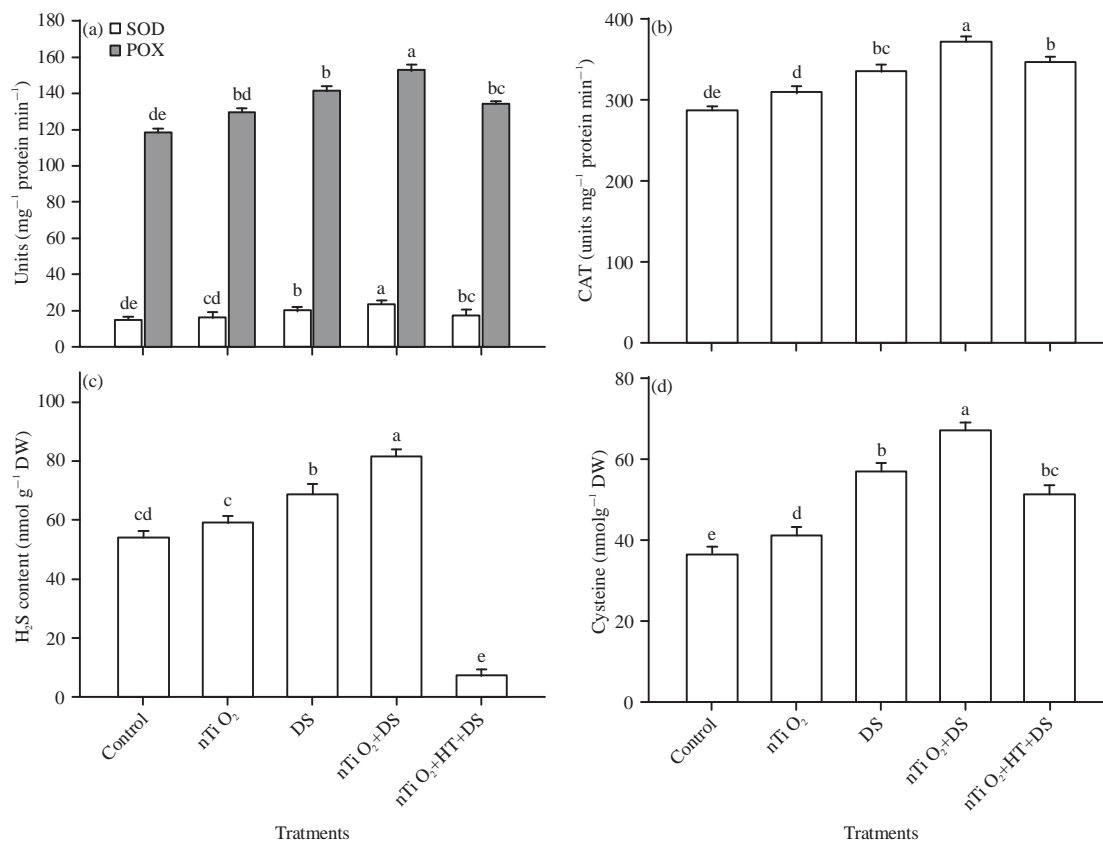 (a)
SOD
POX
Units (mg⁻¹ protein min⁻¹)
180
160
140
120
100
80
60
40
20
0
de
de
cd
bd
b
b
a
a
bc
bc
(b)
CAT (units mg⁻¹ protein min⁻¹)
400
300
200
100
0
de
d
bc
a
b
(c)
H₂S content (nmol g⁻¹ DW)
100
80
60
40
20
0
cd
c
b
a
e
Control
nTi O₂
DS
nTi O₂+DS
nTi O₂+HT+DS
Tratments
(d)
Cysteine (nmolg⁻¹ DW)
80
60
40
20
0
e
d
b
a
bc
Control
nTi O₂
DS
nTi O₂+DS
nTi O₂+HT+DS
Tratments